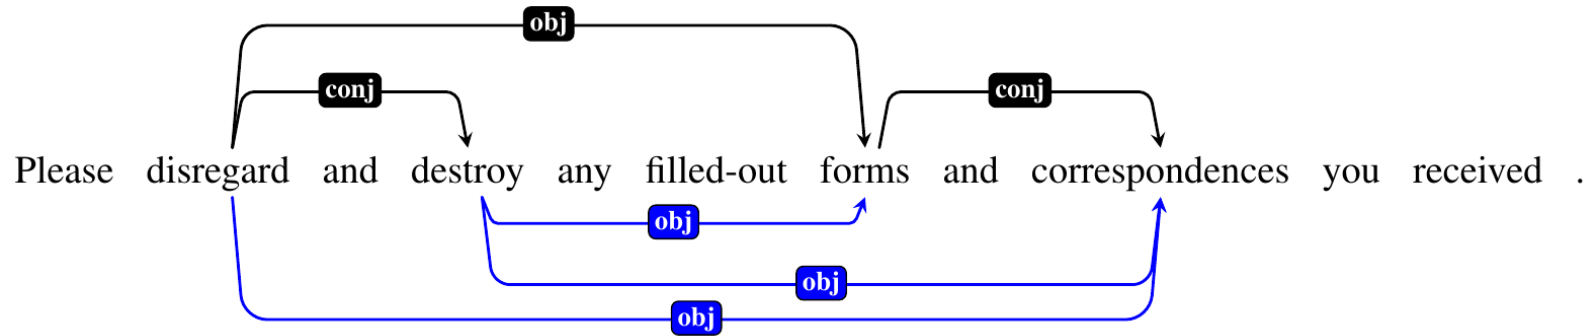 obj
conj conj
Please disregard and destroy any filled-out forms and correspondences you received .
obj
obj
obj